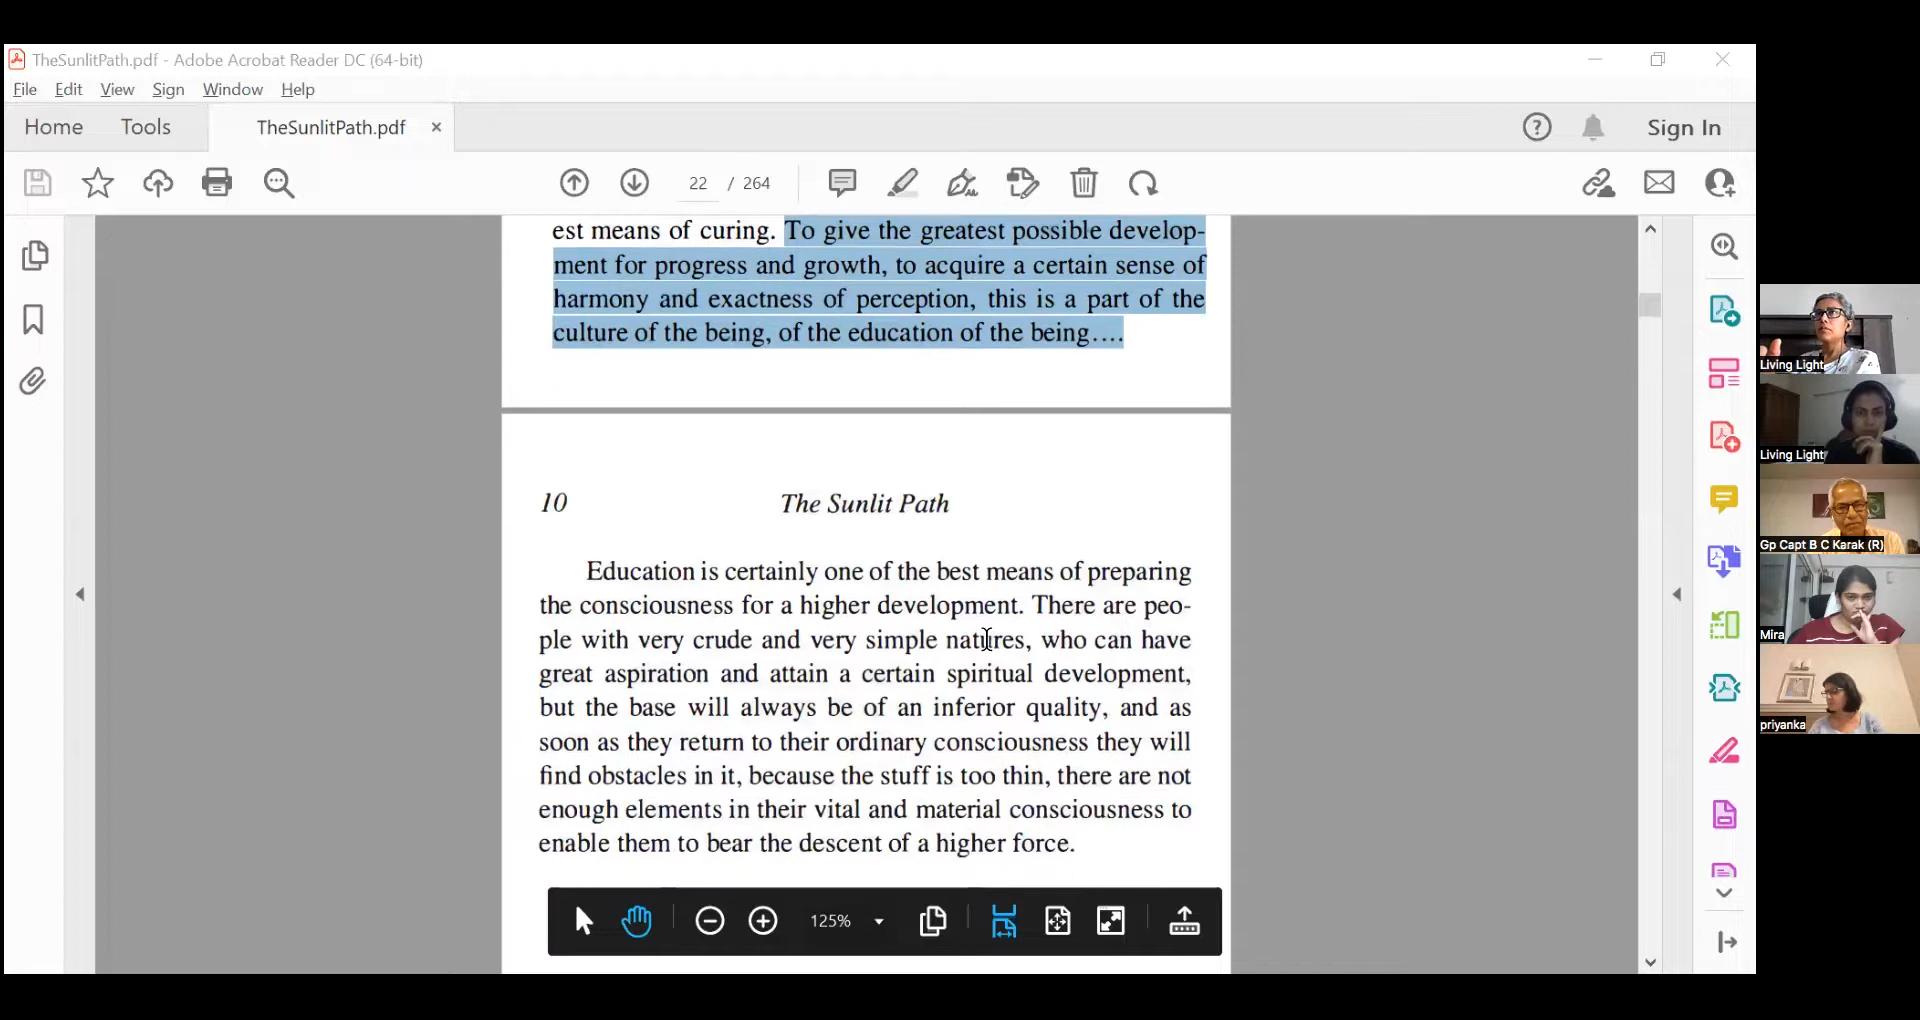 TheSunlitPath.pdf - Adobe Acrobat Reader DC (64-bit)
File Edit View Sign Window Help
Home Tools TheSunlitPath.pdf × Sign In
22 / 264
est means of curing. To give the greatest possible develop-
ment for progress and growth, to acquire a certain sense of
harmony and exactness of perception, this is a part of the
culture of the being, of the education of the being....
10 The Sunlit Path
Education is certainly one of the best means of preparing
the consciousness for a higher development. There are peo-
ple with very crude and very simple natures, who can have
great aspiration and attain a certain spiritual development,
but the base will always be of an inferior quality, and as
soon as they return to their ordinary consciousness they will
find obstacles in it, because the stuff is too thin, there are not
enough elements in their vital and material consciousness to
enable them to bear the descent of a higher force.
125%
Living Light
Living Light
Gp Capt B C Karak (R)
Mira
priyanka